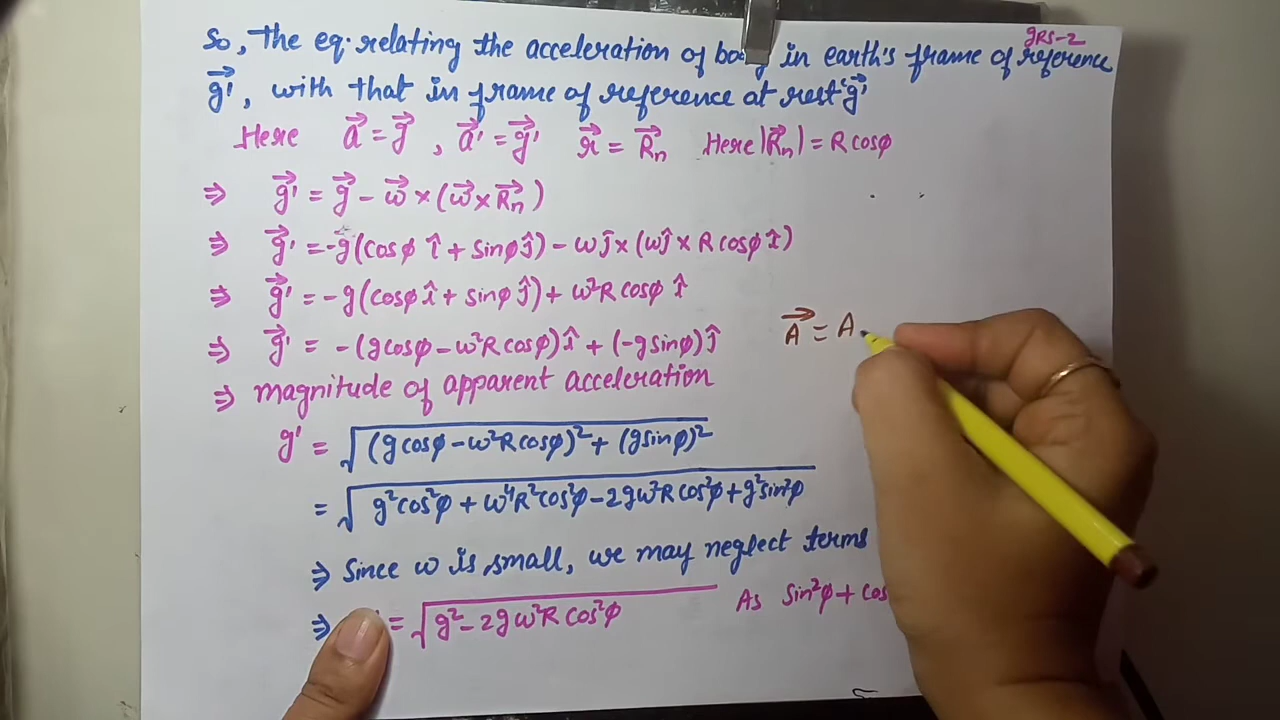 gRS-2
So, the eq. relating the acceleration of body in earth's frame of reference
g⃗', with that in frame of reference at rest 'g⃗'
Here a⃗ = g⃗ , a⃗' = g⃗' r⃗ = R⃗n Here |R⃗n| = R cosϕ
⇒ g⃗' = g⃗ - ω⃗ × (ω⃗ × R⃗n)
⇒ g⃗' = -g(cosϕ î + sinϕ ĵ) - ωĵ × (ωĵ × R cosϕ î)
⇒ g⃗' = -g(cosϕ î + sinϕ ĵ) + ω²R cosϕ î
⇒ g⃗' = -(g cosϕ - ω²R cosϕ) î + (-g sinϕ) ĵ
A⃗ = A
⇒ magnitude of apparent acceleration
g' = √(g cosϕ - ω²R cosϕ)² + (g sinϕ)²
= √g²cos²ϕ + ω⁴R²cos²ϕ - 2gω²R cos²ϕ + g²sin²ϕ
⇒ Since ω is small, we may neglect terms
⇒ = √g² - 2gω²R cos²ϕ As sin²ϕ + cos